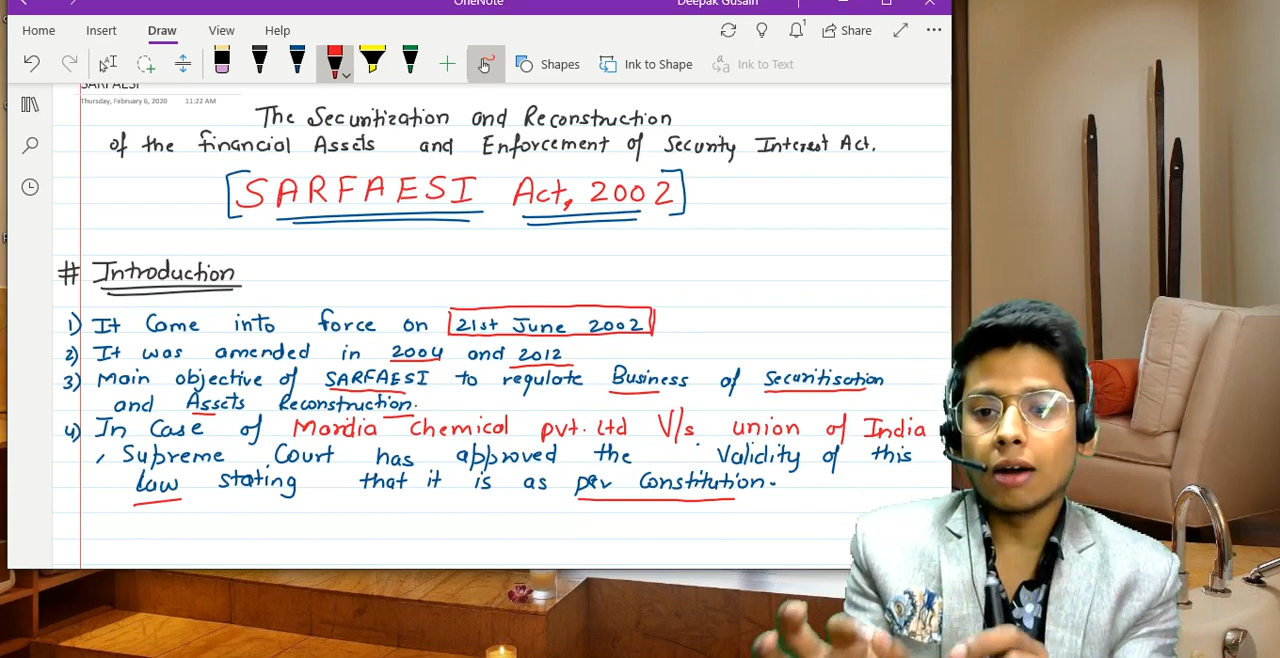 OneNote
Deepak Gusain
Home Insert Draw View Help Share
Shapes Ink to Shape Ink to Text
SARFAESI
Thursday, February 6, 2020 11:22 AM
The Securitization and Reconstruction
of the financial Assets and Enforcement of Security Interest Act.
[SARFAESI Act, 2002]
# Introduction
1) It Come into force on 21st June 2002
2) It was amended in 2004 and 2012
3) Main objective of SARFAESI to regulate Business of Securitisation
and Assets Reconstruction.
4) In Case of Mardia Chemical pvt. Ltd V/s union of India
, Supreme Court has approved the validity of this
law stating that it is as per Constitution.